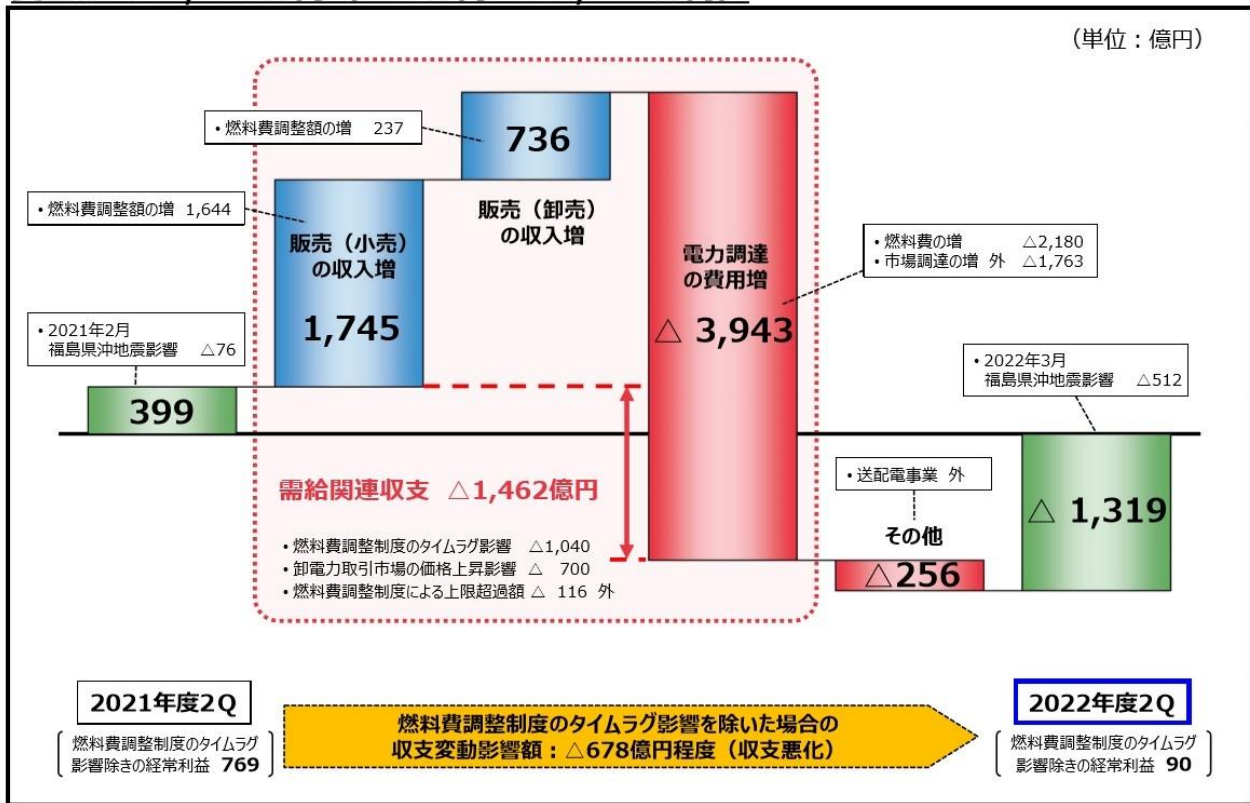 （単位：億円）
・燃料費調整額の増 237
736
販売（卸売）
の収入増
・燃料費調整額の増 1,644
販売（小売）
の収入増
1,745
電力調達
の費用増
△ 3,943
・燃料費の増 △2,180
・市場調達の増 外 △1,763
・2021年2月
福島県沖地震影響 △76
399
・2022年3月
福島県沖地震影響 △512
△ 1,319
需給関連収支 △1,462億円
・燃料費調整制度のタイムラグ影響 △1,040
・卸電力取引市場の価格上昇影響 △ 700
・燃料費調整制度による上限超過額 △ 116 外
・送配電事業 外
その他
△256
2021年度2Q
燃料費調整制度のタイムラグ
影響除きの経常利益 769
燃料費調整制度のタイムラグ影響を除いた場合の
収支変動影響額：△678億円程度（収支悪化）
2022年度2Q
燃料費調整制度のタイムラグ
影響除きの経常利益 90